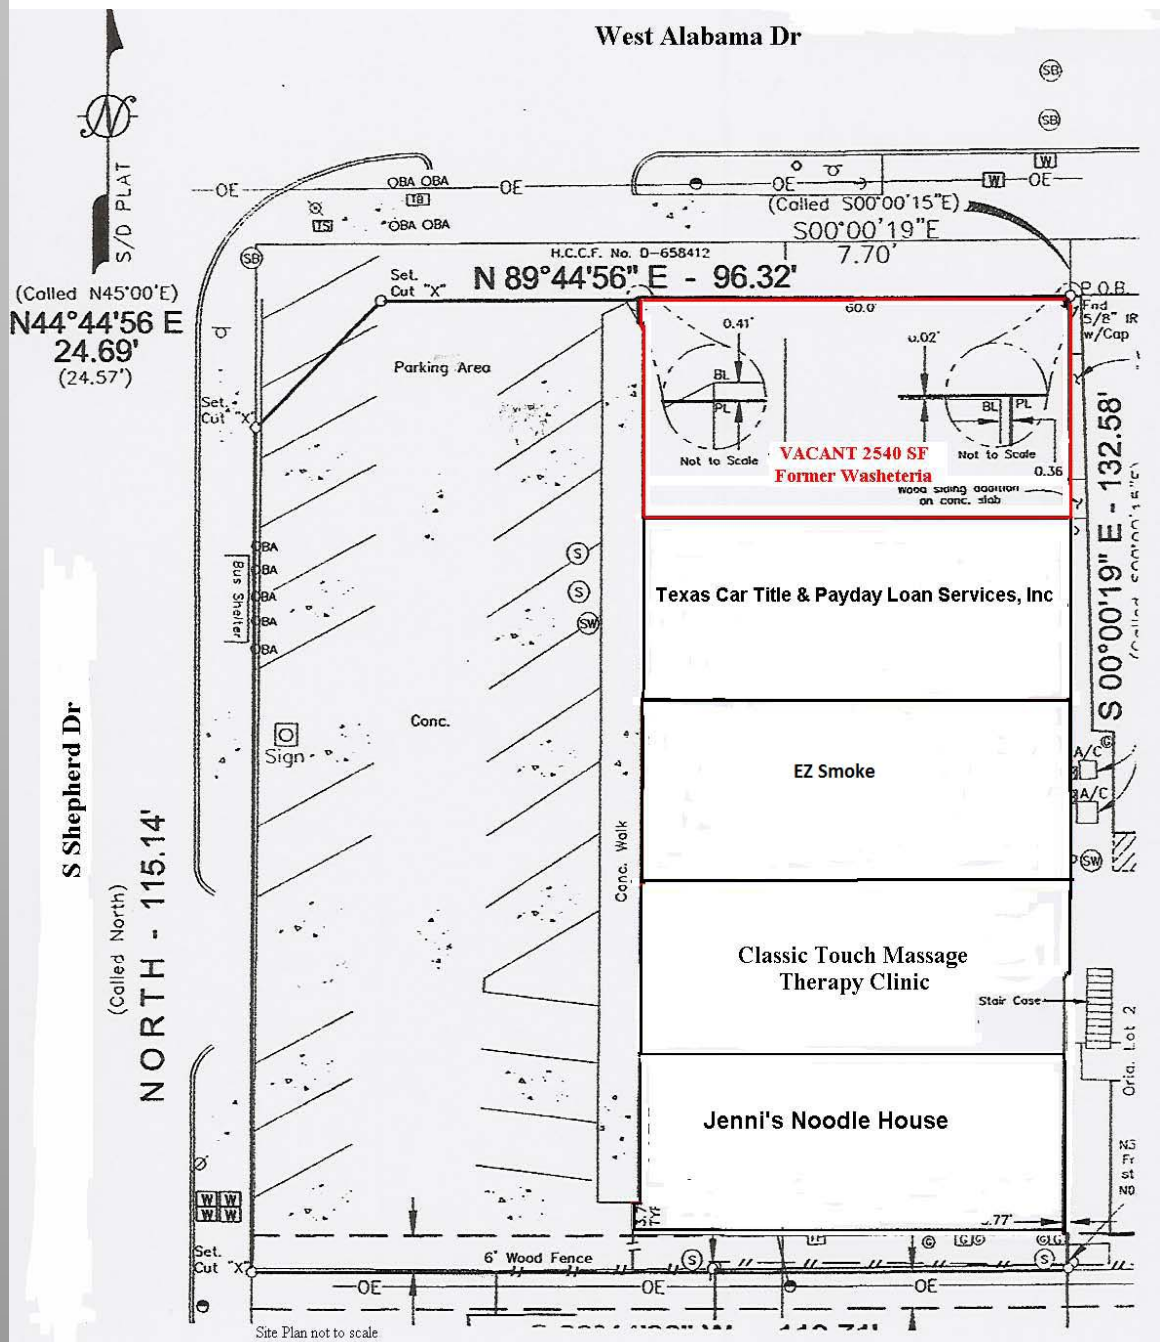 West Alabama Dr
SB
SB
S/D PLAT
OE
OBA OBA
OE
W
W
OE
OE
TB
TS
OBA OBA
(Called S00°00'15"E)
S00°00'19"E
7.70'
SB
H.C.C.F. No. D-658412
N 89°44'56" E - 96.32'
Set.
Cut "X"
P.O.B.
Fnd
5/8" IR
w/Cap
(Called N45°00'E)
N44°44'56 E
24.69'
(24.57')
60.0'
0.41'
0.02'
Parking Area
BL
PL
BL
PL
Set.
Cut "X"
Not to Scale
VACANT 2540 SF
Former Washeteria
Not to Scale
0.36
Wood siding addition
on conc. slab
S 00°00'19" E - 132.58'
OBA
OBA
OBA
OBA
OBA
Bus Shelter
S
S
SW
Texas Car Title & Payday Loan Services, Inc
S Shepherd Dr
Conc.
Sign
EZ Smoke
G
A/C
A/C
SW
Conc. Walk
(Called North)
NORTH - 115.14'
Classic Touch Massage
Therapy Clinic
Stair Case
Lot 2
Jenni's Noodle House
W W
W W
TYP
.77'
G
G
G
G
G
Set.
Cut "X"
6' Wood Fence
S
S
OE
OE
OE
Site Plan not to scale